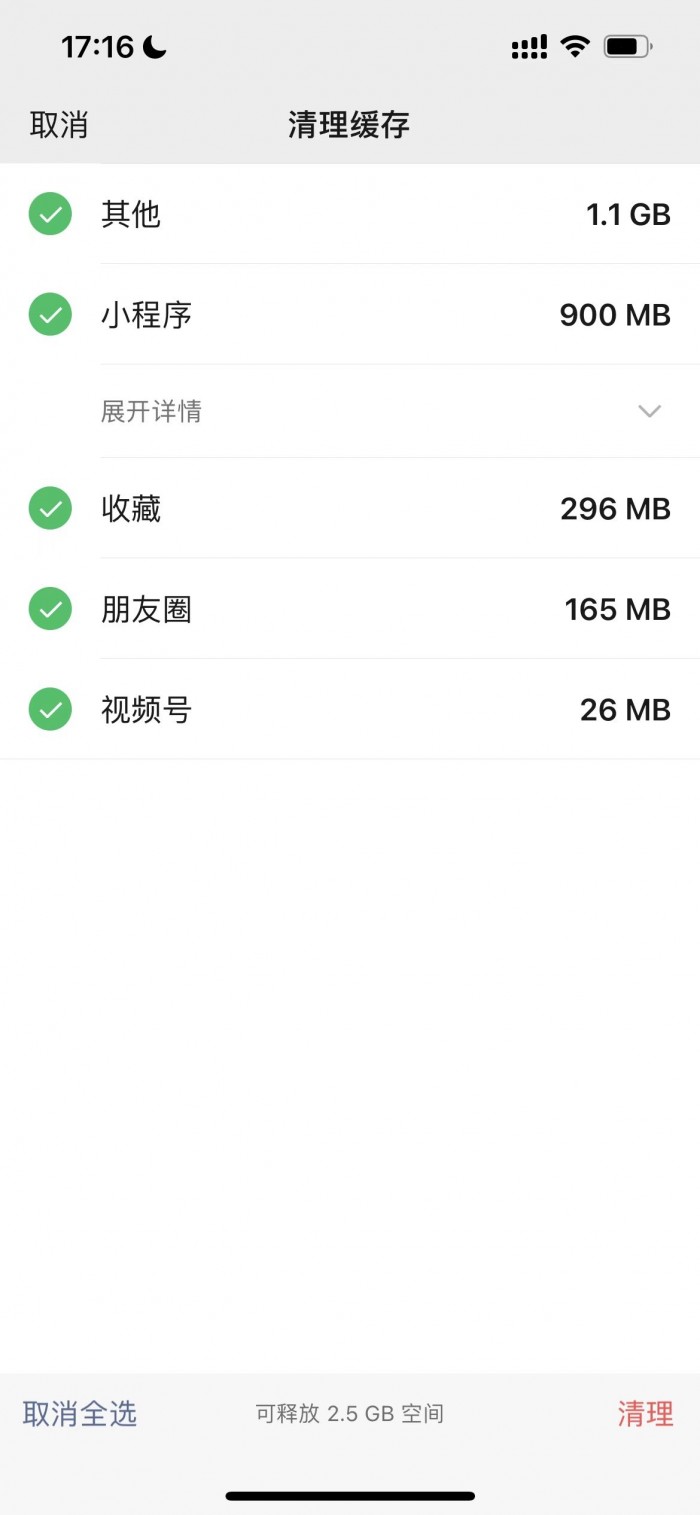 17:16
取消 清理缓存
其他 1.1 GB
小程序 900 MB
展开详情
收藏 296 MB
朋友圈 165 MB
视频号 26 MB
取消全选 可释放 2.5 GB 空间 清理